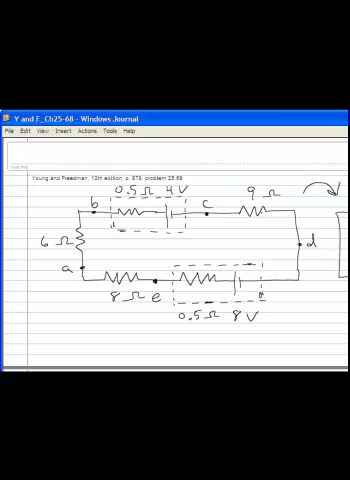 Y and F_Ch25-68 - Windows Journal
File Edit View Insert Actions Tools Help
Young and Freedman, 12th edition p. 878 problem 25.68
0.5 Ω 4 V
9 Ω
b
c
6 Ω
d
a
8 Ω
e
0.5 Ω 8 V